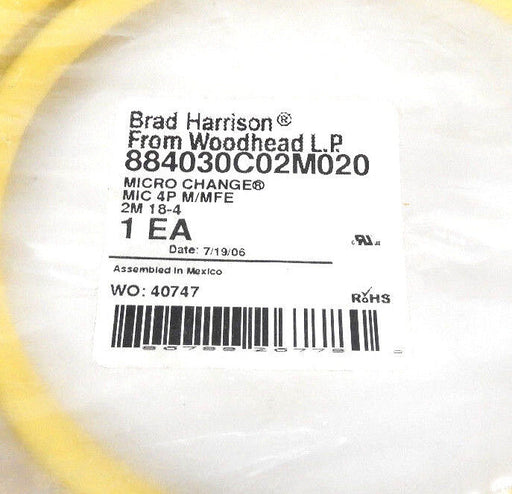 Brad Harrison®
From Woodhead L.P.
884030C02M020
MICRO CHANGE®
MIC 4P M/MFE
2M 18-4
1 EA
Date: 7/19/06
Assembled in Mexico
WO: 40747
RoHS